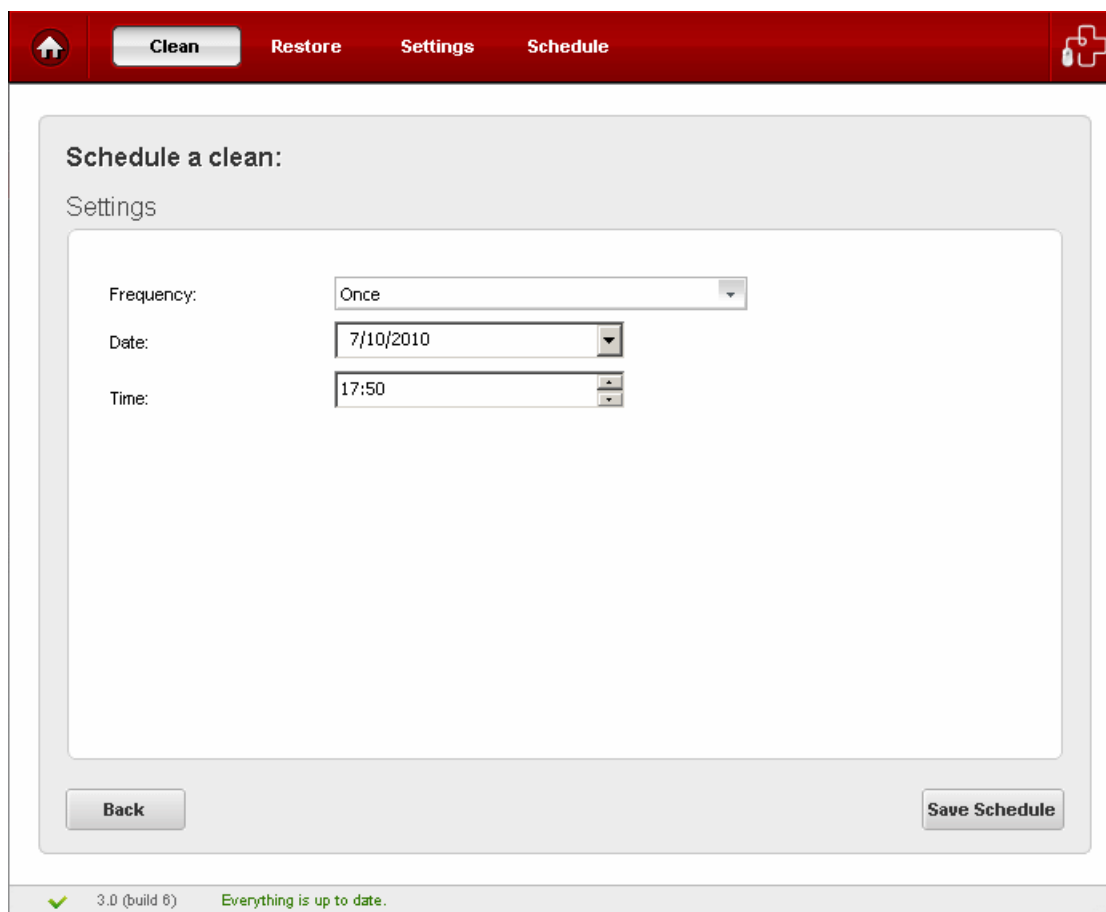 Clean Restore Settings Schedule
Schedule a clean:
Settings
Frequency: Once
Date: 7/10/2010
Time: 17:50
Back Save Schedule
3.0 (build 6) Everything is up to date.